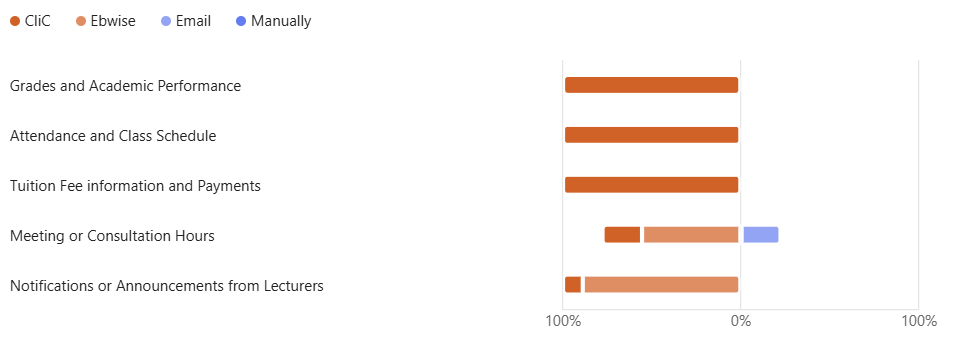 CliC Ebwise Email Manually
Grades and Academic Performance
Attendance and Class Schedule
Tuition Fee information and Payments
Meeting or Consultation Hours
Notifications or Announcements from Lecturers
100% 0% 100%